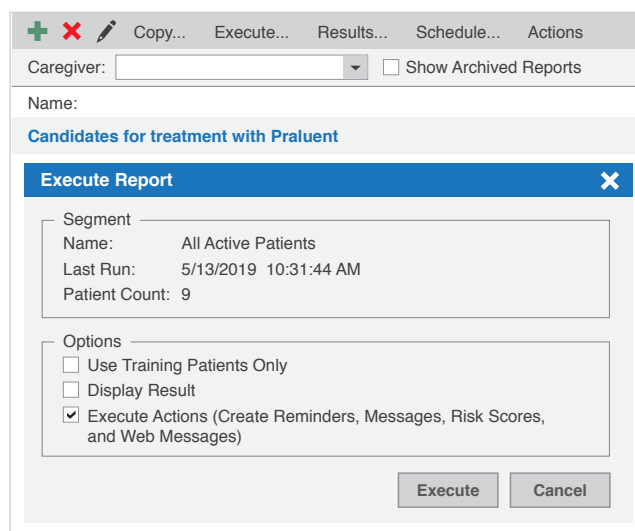 Copy... Execute... Results... Schedule... Actions
Caregiver: Show Archived Reports
Name:
Candidates for treatment with Praluent
Execute Report
Segment
Name: All Active Patients
Last Run: 5/13/2019 10:31:44 AM
Patient Count: 9
Options
Use Training Patients Only
Display Result
Execute Actions (Create Reminders, Messages, Risk Scores,
and Web Messages)
Execute Cancel